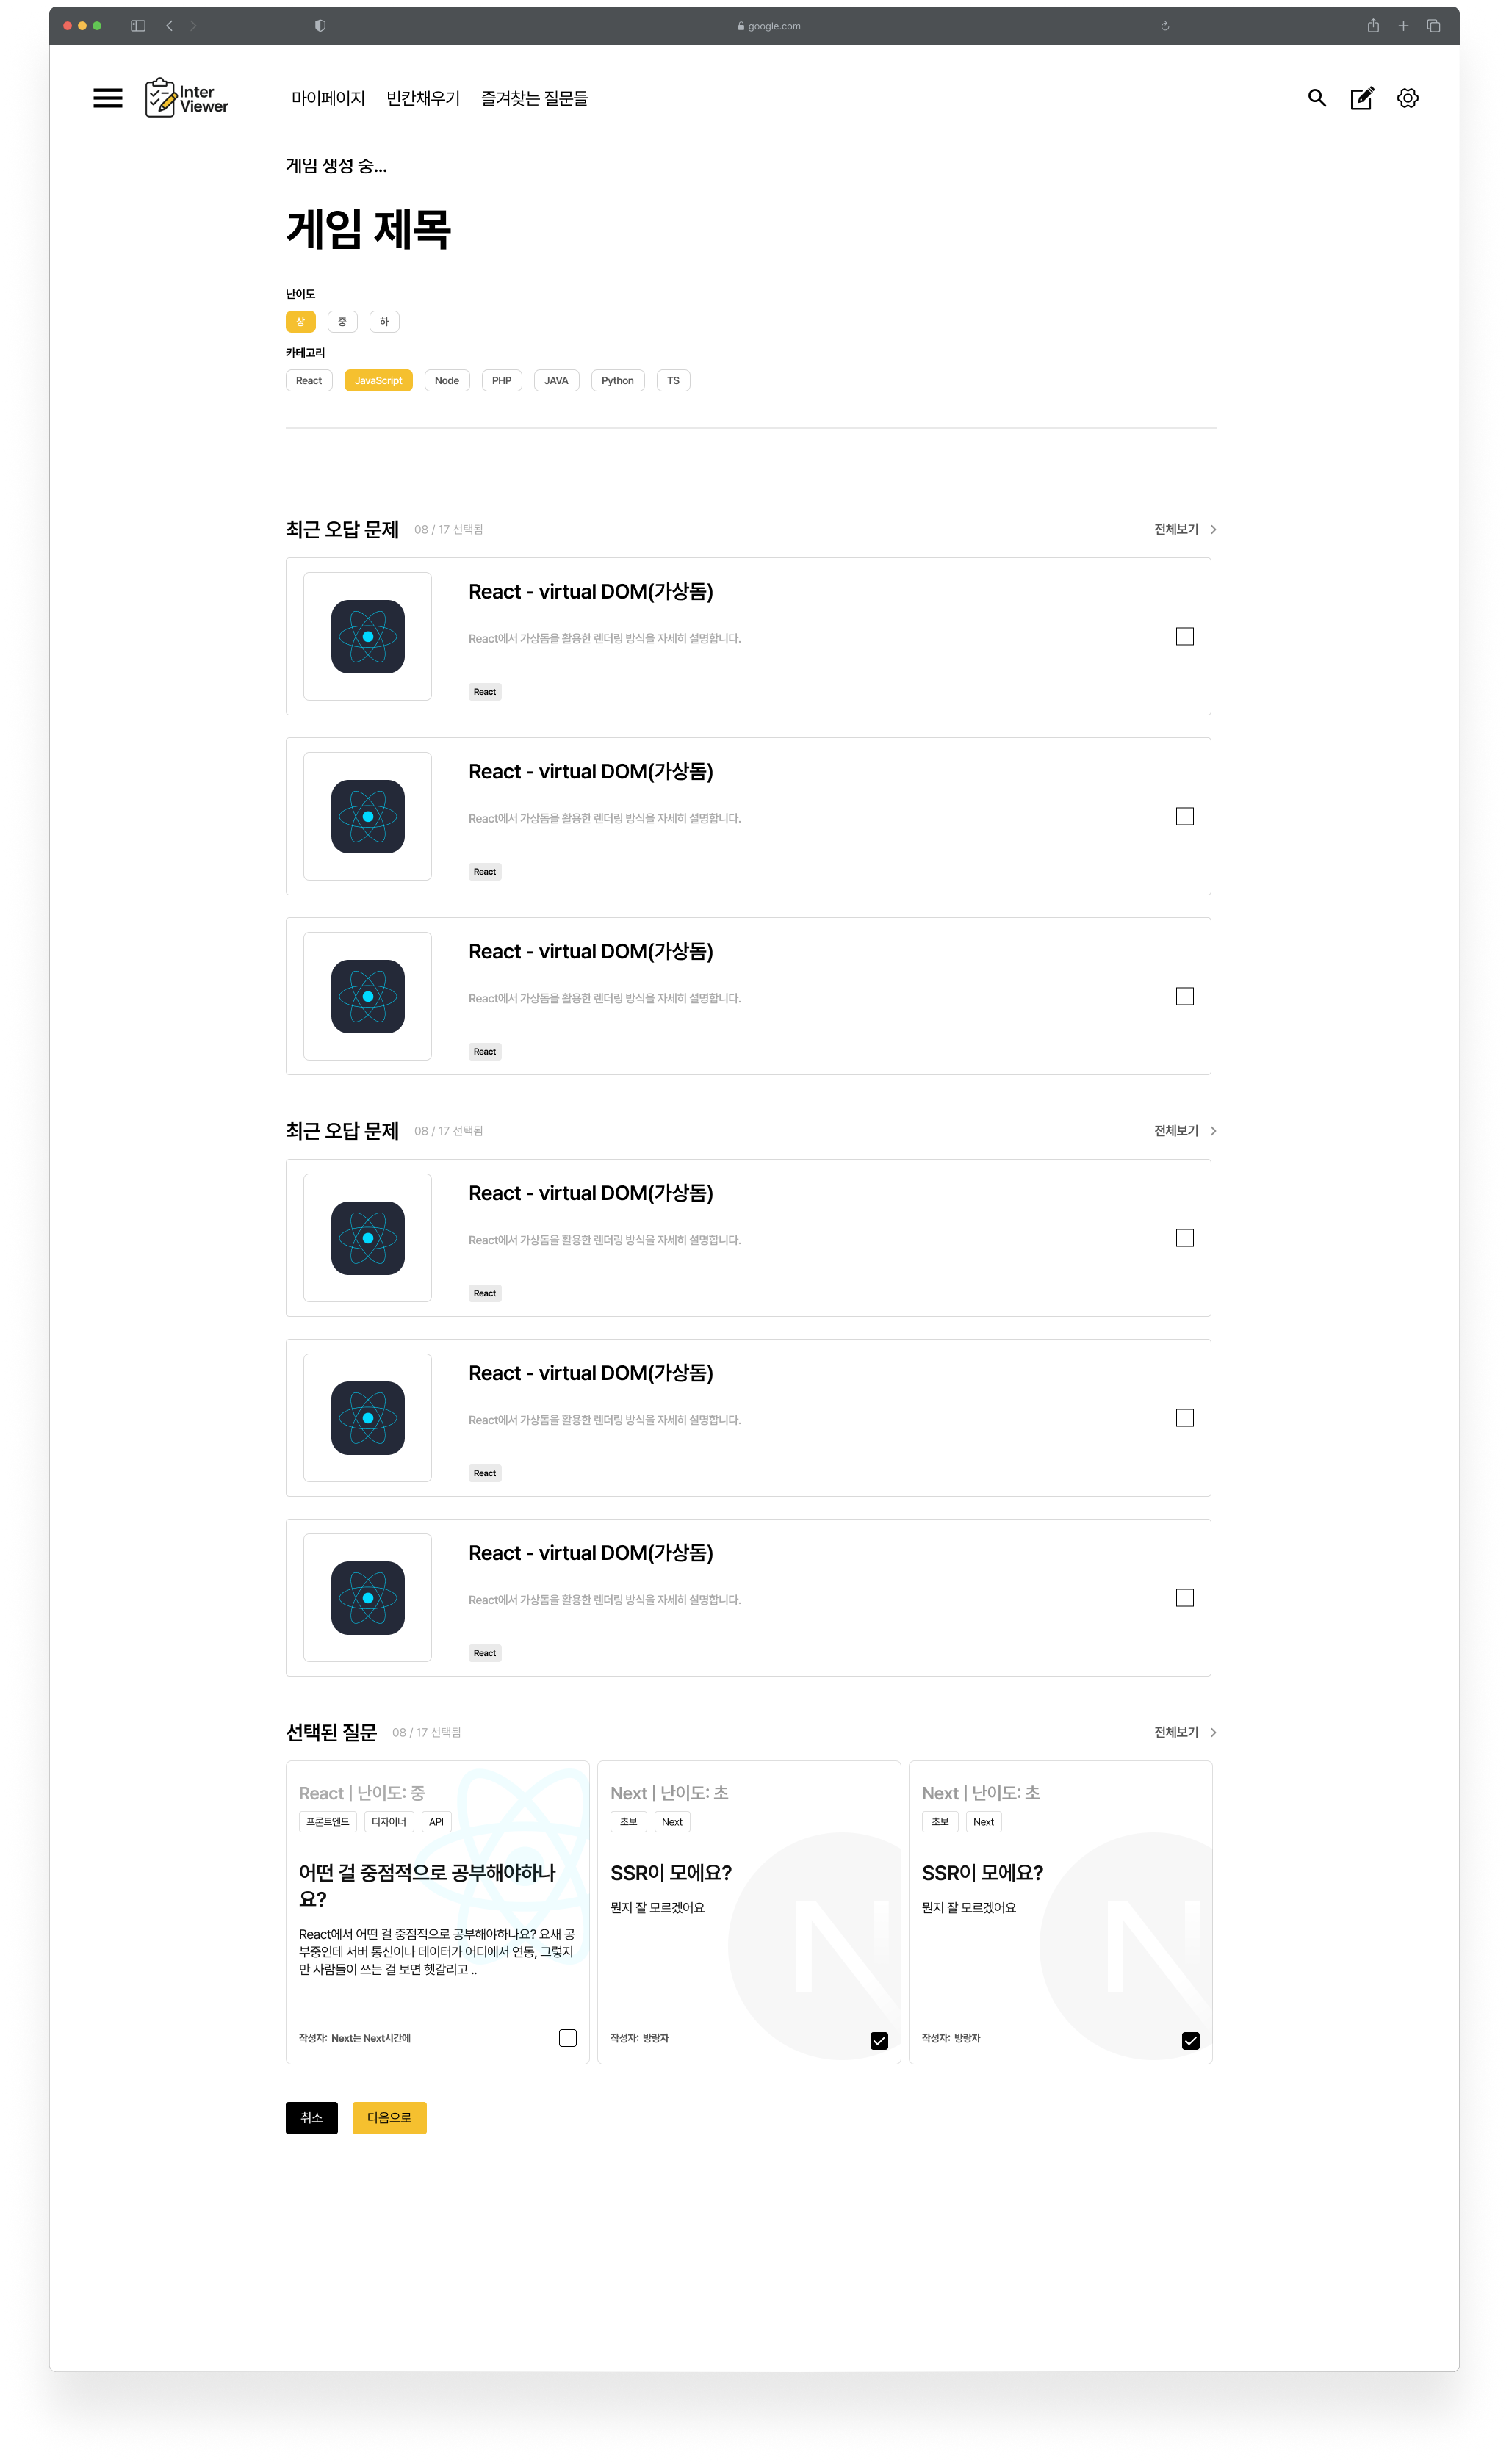 google.com
Inter
Viewer
마이페이지 빈칸채우기 즐겨찾는 질문들
게임 생성 중...
게임 제목
난이도
상 중 하
카테고리
React JavaScript Node PHP JAVA Python TS
최근 오답 문제 08 / 17 선택됨 전체보기
React - virtual DOM(가상돔)
React에서 가상돔을 활용한 렌더링 방식을 자세히 설명합니다.
React
React - virtual DOM(가상돔)
React에서 가상돔을 활용한 렌더링 방식을 자세히 설명합니다.
React
React - virtual DOM(가상돔)
React에서 가상돔을 활용한 렌더링 방식을 자세히 설명합니다.
React
최근 오답 문제 08 / 17 선택됨 전체보기
React - virtual DOM(가상돔)
React에서 가상돔을 활용한 렌더링 방식을 자세히 설명합니다.
React
React - virtual DOM(가상돔)
React에서 가상돔을 활용한 렌더링 방식을 자세히 설명합니다.
React
React - virtual DOM(가상돔)
React에서 가상돔을 활용한 렌더링 방식을 자세히 설명합니다.
React
선택된 질문 08 / 17 선택됨 전체보기
React | 난이도: 중
프론트엔드 디자이너 API
어떤 걸 중점적으로 공부해야하나
요?
React에서 어떤 걸 중점적으로 공부해야하나요? 요새 공
부중인데 서버 통신이나 데이터가 어디에서 연동, 그렇지
만 사람들이 쓰는 걸 보면 헷갈리고 ..
작성자: Next는 Next시간에
Next | 난이도: 초
초보 Next
SSR이 모에요?
뭔지 잘 모르겠어요
작성자: 방랑자
Next | 난이도: 초
초보 Next
SSR이 모에요?
뭔지 잘 모르겠어요
작성자: 방랑자
취소 다음으로